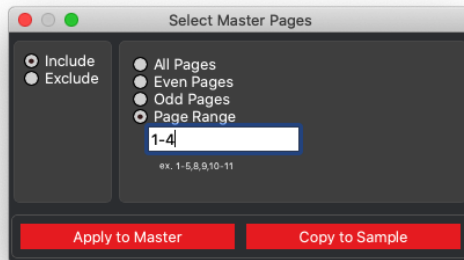 Select Master Pages
Include
Exclude
All Pages
Even Pages
Odd Pages
Page Range
1-4
ex. 1-5,8,9,10-11
Apply to Master
Copy to Sample